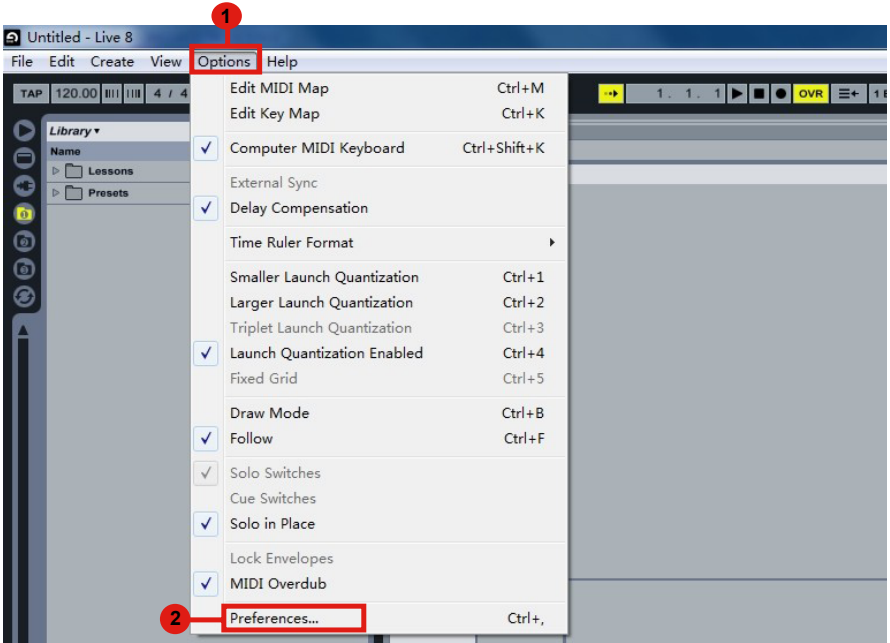 1
Untitled - Live 8
File Edit Create View Options Help
TAP 120.00 4 / 4
1. 1. 1 OVR
Library
Name
Lessons
Presets
Edit MIDI Map Ctrl+M
Edit Key Map Ctrl+K
Computer MIDI Keyboard Ctrl+Shift+K
External Sync
Delay Compensation
Time Ruler Format
Smaller Launch Quantization Ctrl+1
Larger Launch Quantization Ctrl+2
Triplet Launch Quantization Ctrl+3
Launch Quantization Enabled Ctrl+4
Fixed Grid Ctrl+5
Draw Mode Ctrl+B
Follow Ctrl+F
Solo Switches
Cue Switches
Solo in Place
Lock Envelopes
MIDI Overdub
2 Preferences... Ctrl+,